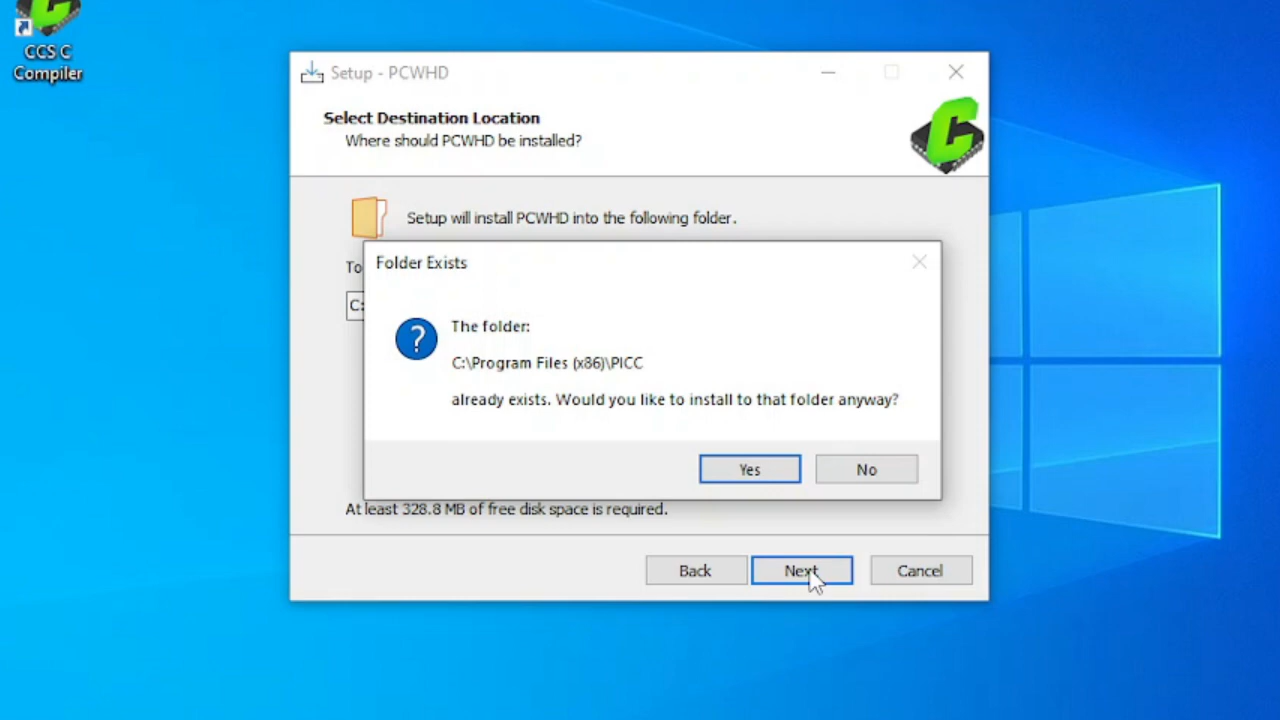 CCS C
Compiler
Setup - PCWHD
Select Destination Location
Where should PCWHD be installed?
Setup will install PCWHD into the following folder.
To
C:
Folder Exists
The folder:
C:\Program Files (x86)\PICC
already exists. Would you like to install to that folder anyway?
Yes
No
At least 328.8 MB of free disk space is required.
Back
Next
Cancel